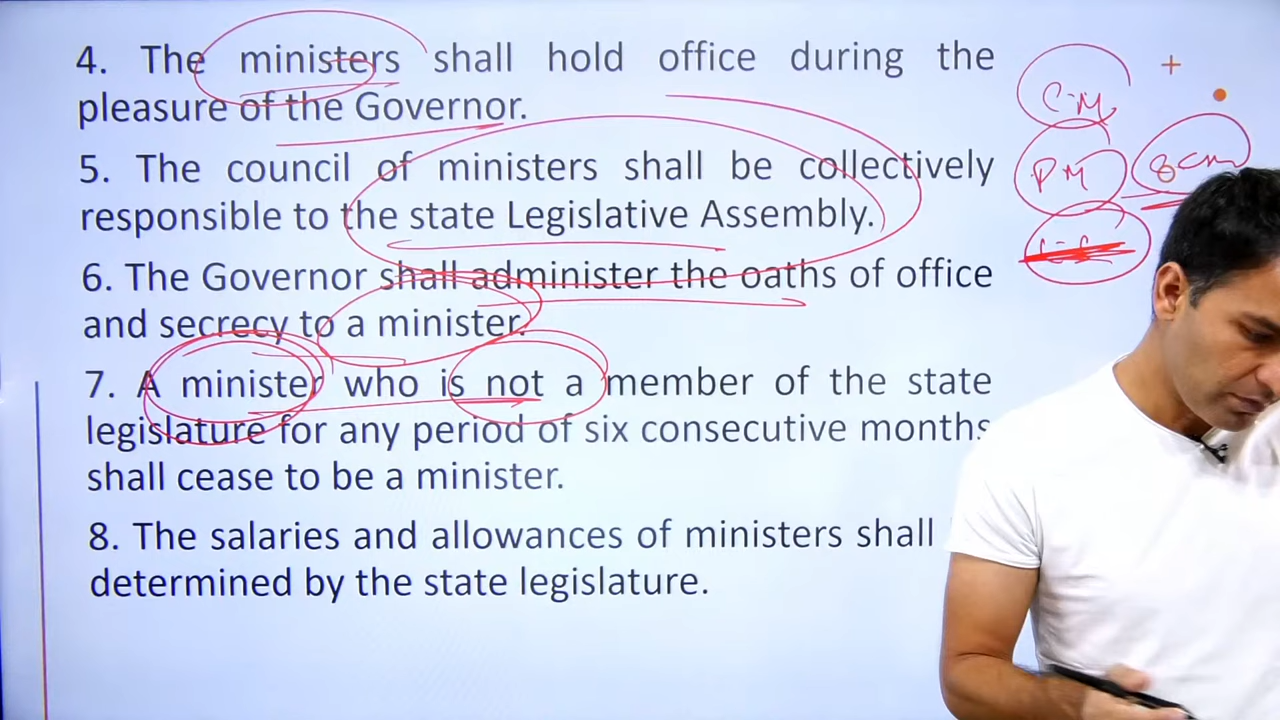 4. The ministers shall hold office during the
pleasure of the Governor.
5. The council of ministers shall be collectively
responsible to the state Legislative Assembly.
6. The Governor shall administer the oaths of office
and secrecy to a minister.
7. A minister who is not a member of the state
legislature for any period of six consecutive months
shall cease to be a minister.
8. The salaries and allowances of ministers shall
determined by the state legislature.
C-M
+
PM